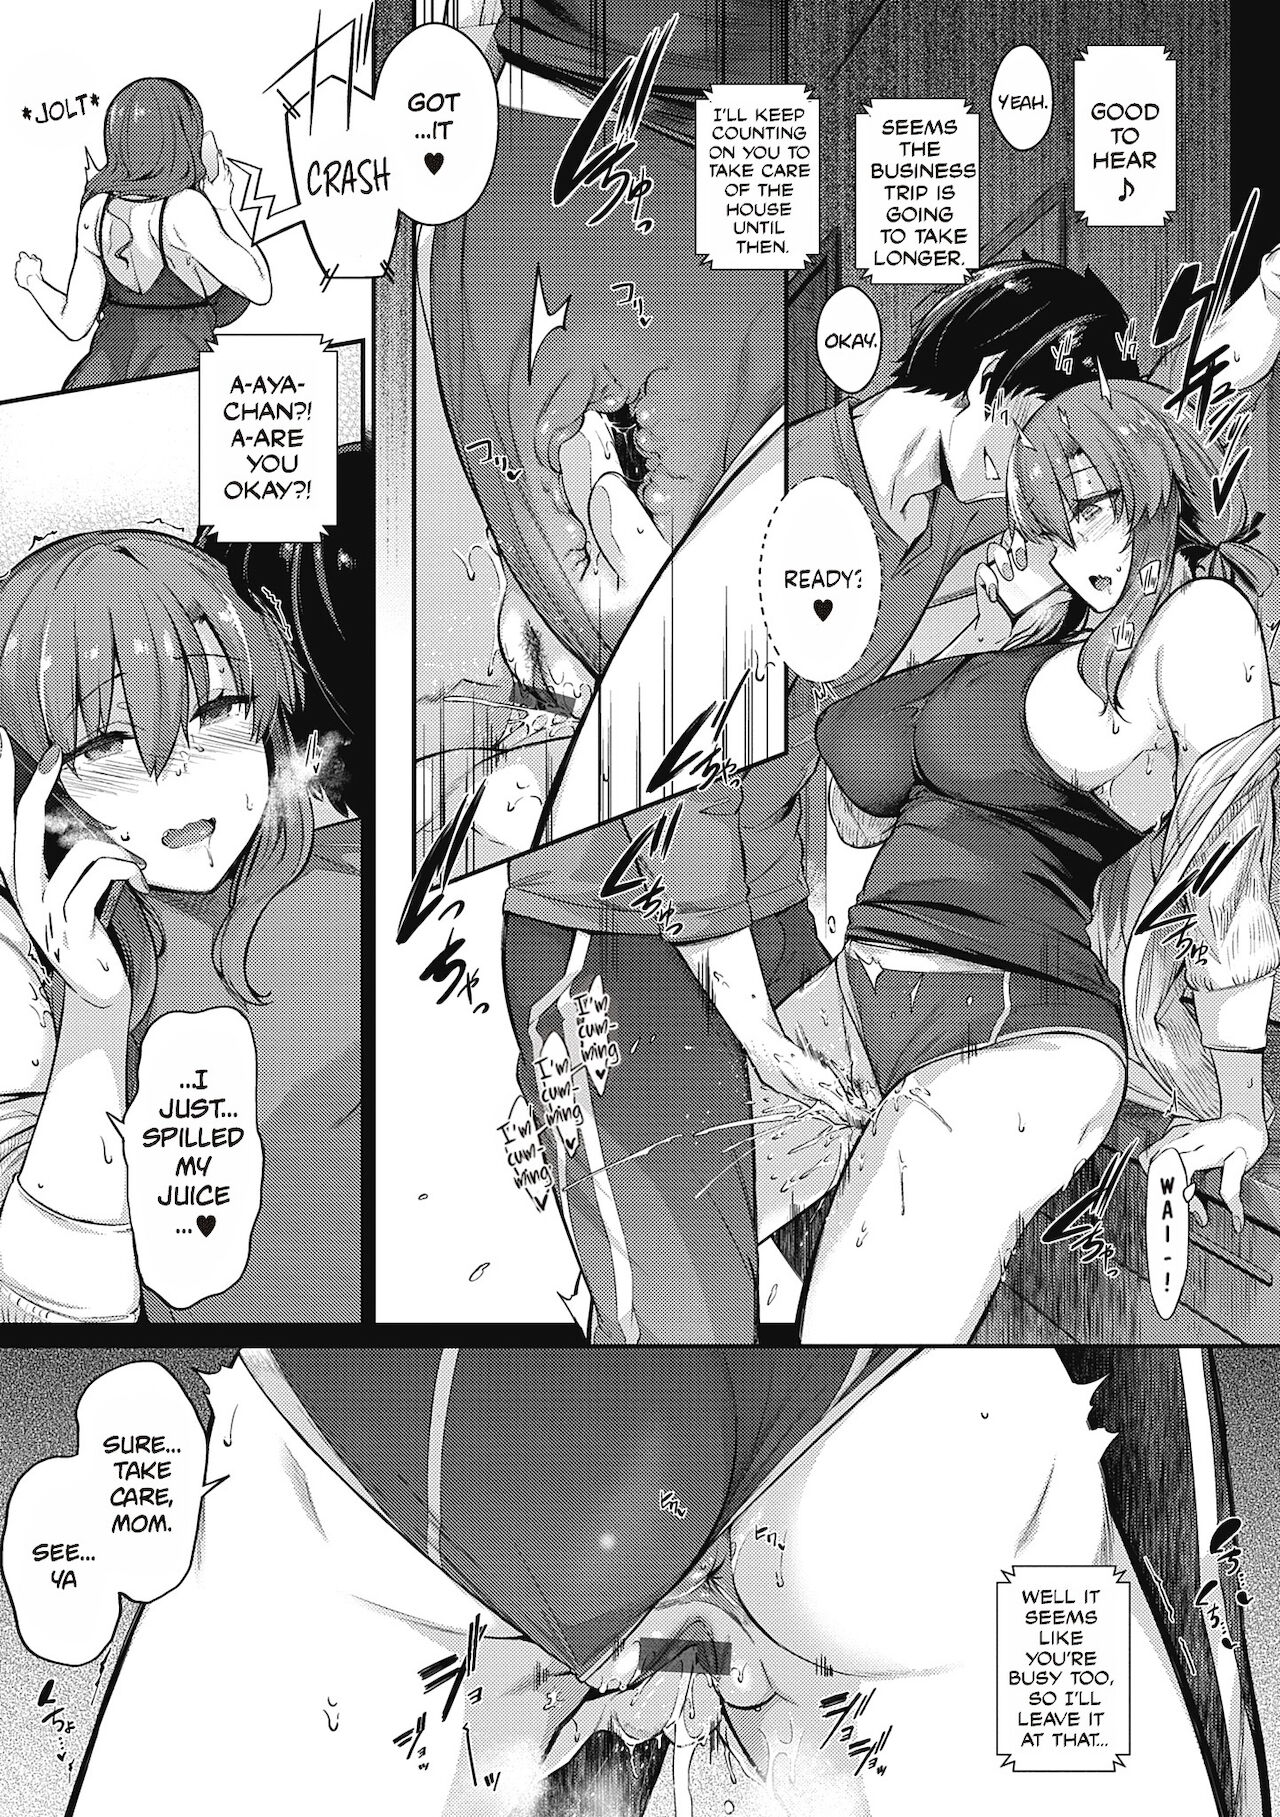 GOOD
TO
HEAR
♪
YEAH.
SEEMS
THE
BUSINESS
TRIP IS
GOING
TO TAKE
LONGER.
I'LL KEEP
COUNTING
ON YOU TO
TAKE CARE
OF THE
HOUSE
UNTIL
THEN.
OKAY.
READY?
♥
GOT
...IT
♥
CRASH
*JOLT*
WAI-!
I'm
cum-
ming
♥
I'm
cum-
ming
♥
I'm
cum-
ming
♥
A-AYA-
CHAN?!
A-ARE
YOU
OKAY?!
...I
JUST...
SPILLED
MY
JUICE
...♥
WELL IT
SEEMS
LIKE
YOU'RE
BUSY TOO,
SO I'LL
LEAVE IT
AT THAT...
SURE...
TAKE
CARE,
MOM.
SEE...
YA